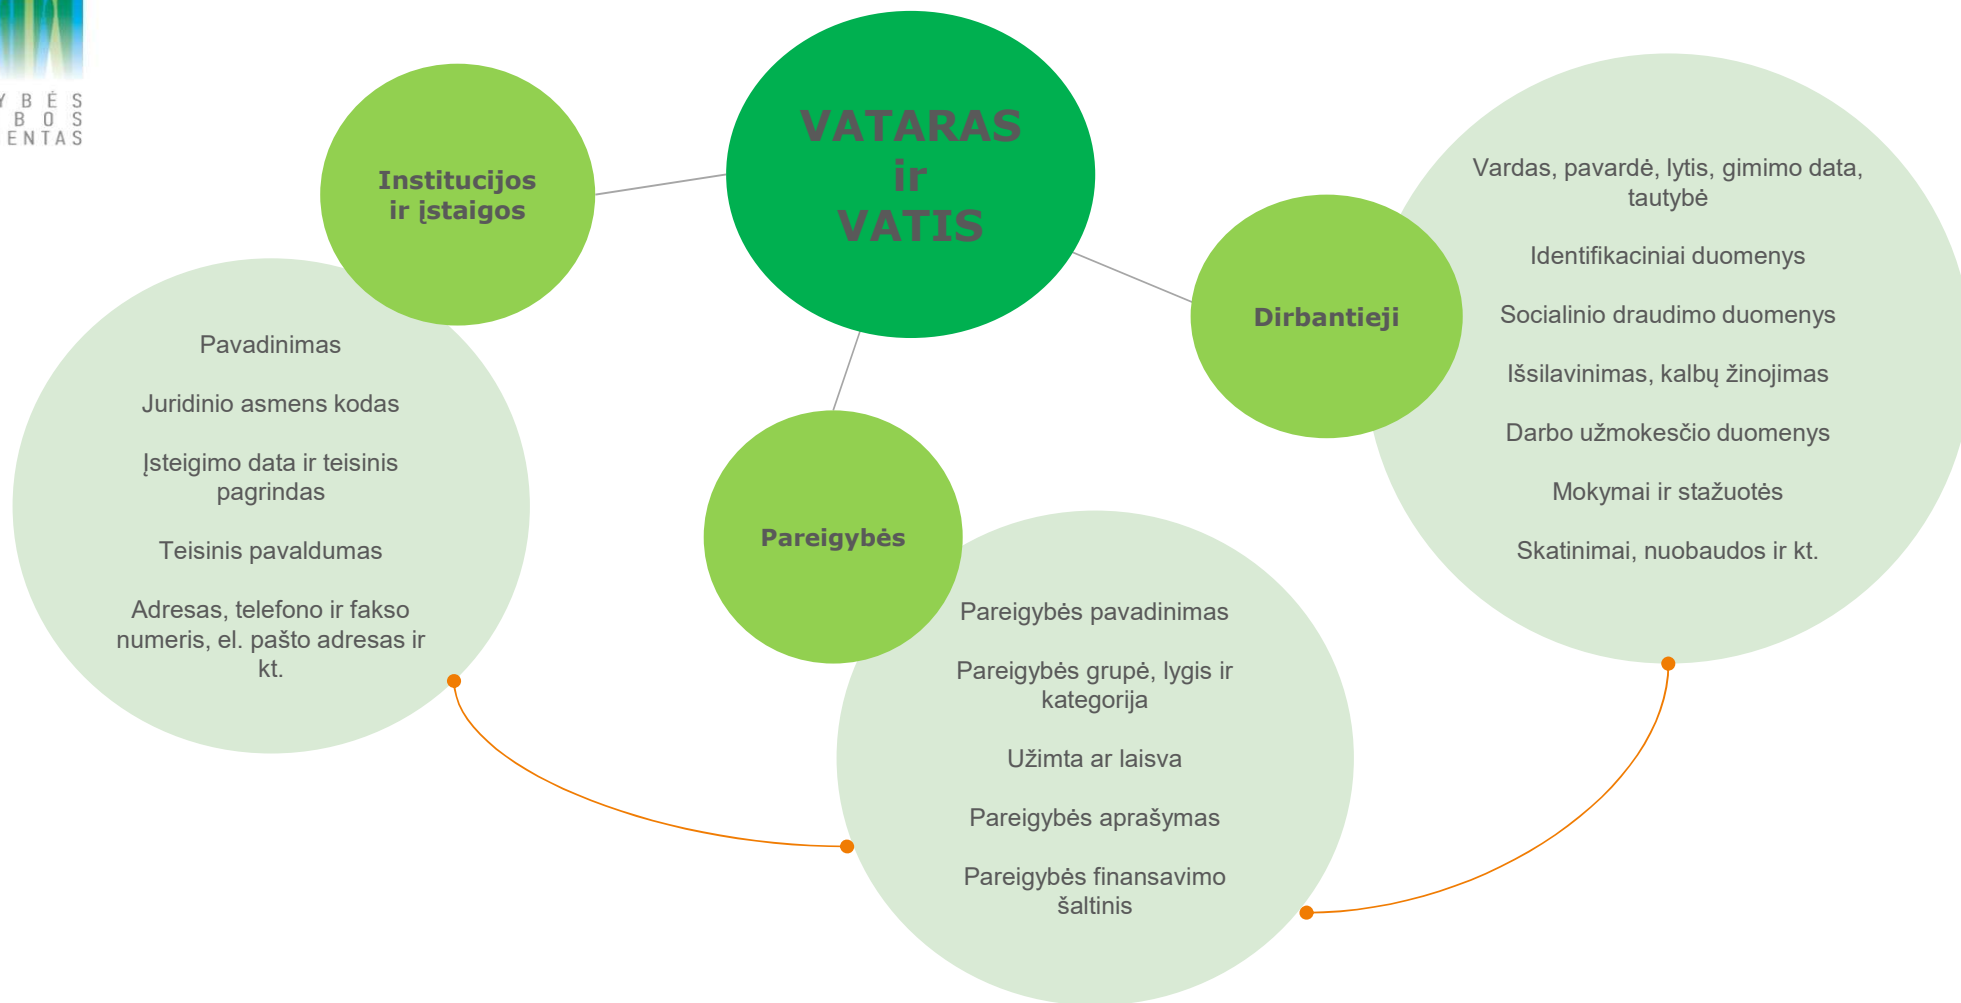 VATARAS
ir
VATIS
Institucijos
ir įstaigos
Pavadinimas
Juridinio asmens kodas
Įsteigimo data ir teisinis
pagrindas
Teisinis pavaldumas
Adresas, telefono ir fakso
numeris, el. pašto adresas ir
kt.
Pareigybės
Pareigybės pavadinimas
Pareigybės grupė, lygis ir
kategorija
Užimta ar laisva
Pareigybės aprašymas
Pareigybės finansavimo
šaltinis
Dirbantieji
Vardas, pavardė, lytis, gimimo data,
tautybė
Identifikaciniai duomenys
Socialinio draudimo duomenys
Išsilavinimas, kalbų žinojimas
Darbo užmokesčio duomenys
Mokymai ir stažuotės
Skatinimai, nuobaudos ir kt.